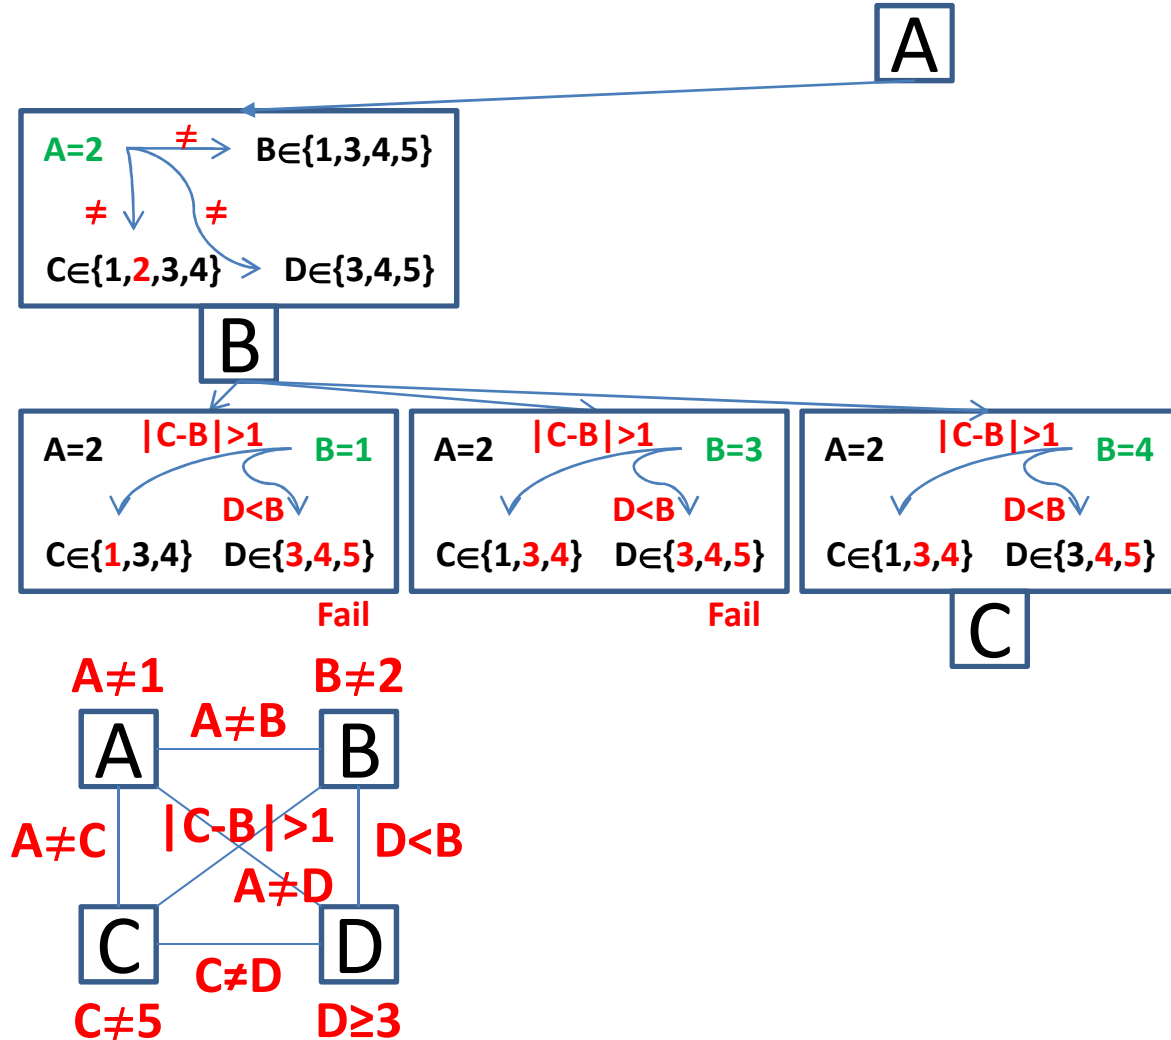 A
A=2 ≠ B∈{1,3,4,5}
≠ ≠
C∈{1,2,3,4} D∈{3,4,5}
B
A=2 |C-B|>1 B=1
D<B
C∈{1,3,4} D∈{3,4,5}
Fail
A=2 |C-B|>1 B=3
D<B
C∈{1,3,4} D∈{3,4,5}
Fail
A=2 |C-B|>1 B=4
D<B
C∈{1,3,4} D∈{3,4,5}
C
A≠1 B≠2
A≠B
A B
A≠C |C-B|>1 D<B
A≠D
C D
C≠D
C≠5 D≥3